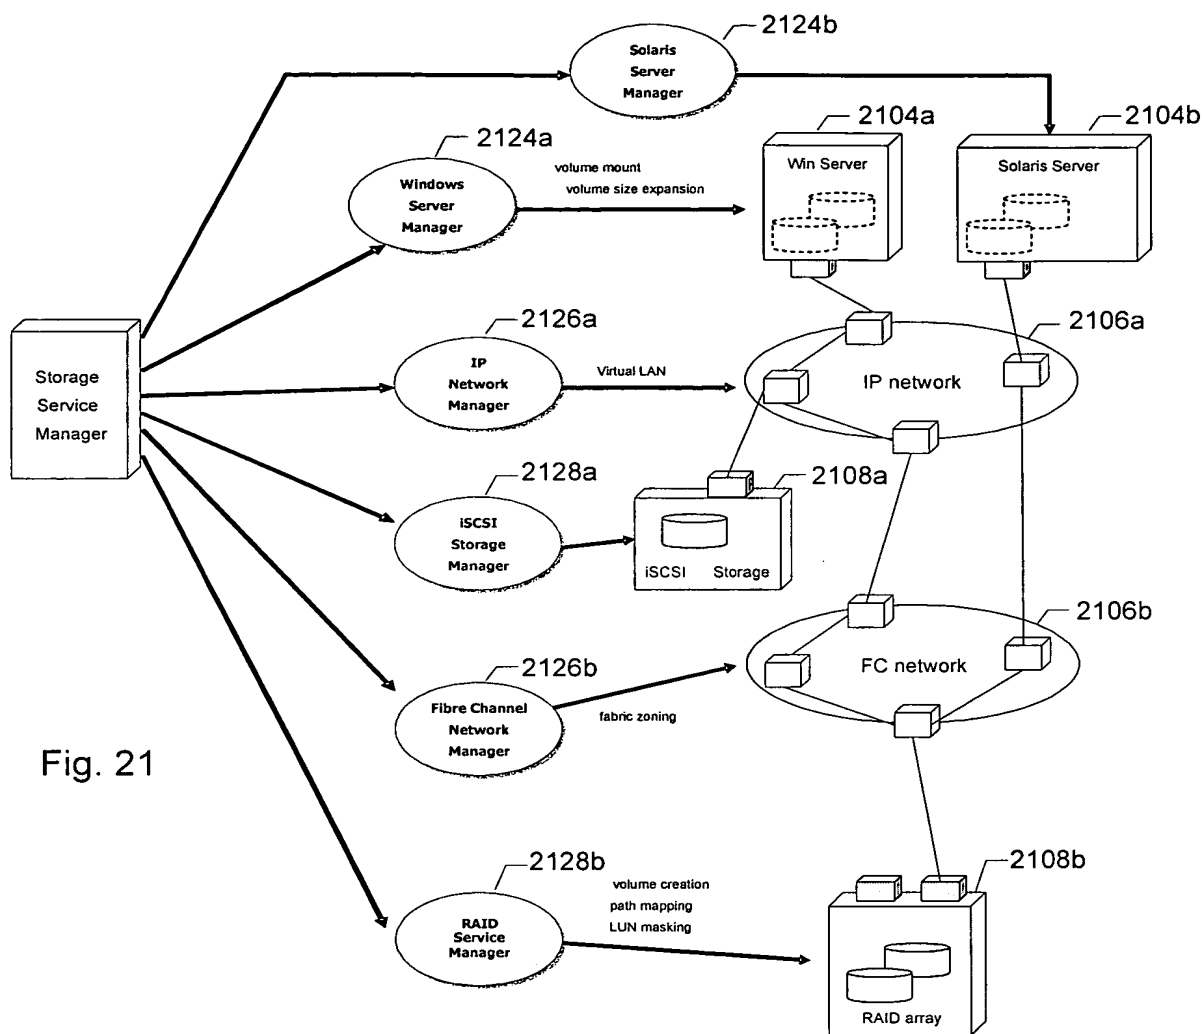 2124b
Solaris
Server
Manager
2104a
2104b
2124a
Windows
Server
Manager
volume mount
volume size expansion
Win Server
Solaris Server
2126a
2106a
Storage
Service
Manager
IP
Network
Manager
Virtual LAN
IP network
2128a
2108a
iSCSI
Storage
Manager
iSCSI Storage
2106b
2126b
FC network
Fibre Channel
Network
Manager
fabric zoning
Fig. 21
2128b
2108b
volume creation
path mapping
LUN masking
RAID
Service
Manager
RAID array